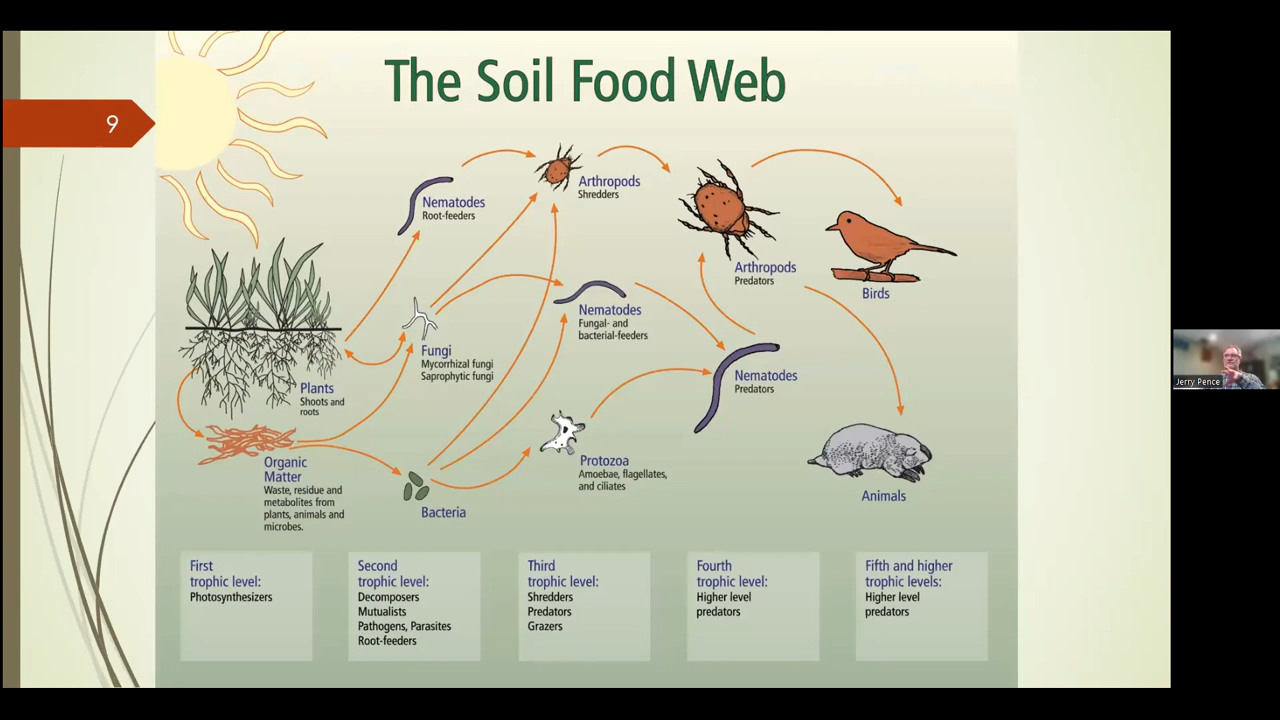 The Soil Food Web
9
Nematodes
Root-feeders
Arthropods
Shredders
Arthropods
Predators
Birds
Nematodes
Fungal- and
bacterial-feeders
Fungi
Mycorrhizal fungi
Saprophytic fungi
Plants
Shoots and
roots
Nematodes
Predators
Organic
Matter
Waste, residue and
metabolites from
plants, animals and
microbes.
Bacteria
Protozoa
Amoebae, flagellates,
and ciliates
Animals
First
trophic level:
Photosynthesizers
Second
trophic level:
Decomposers
Mutualists
Pathogens, Parasites
Root-feeders
Third
trophic level:
Shredders
Predators
Grazers
Fourth
trophic level:
Higher level
predators
Fifth and higher
trophic levels:
Higher level
predators
Jerry Pence